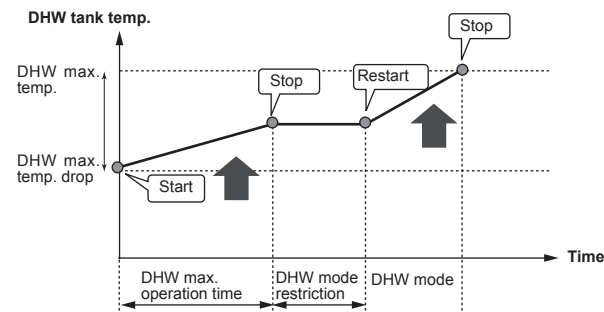 DHW tank temp.
Stop
DHW max.
temp.
Stop
Restart
DHW max.
temp. drop
Start
Time
DHW max.
operation time
DHW mode
restriction
DHW mode